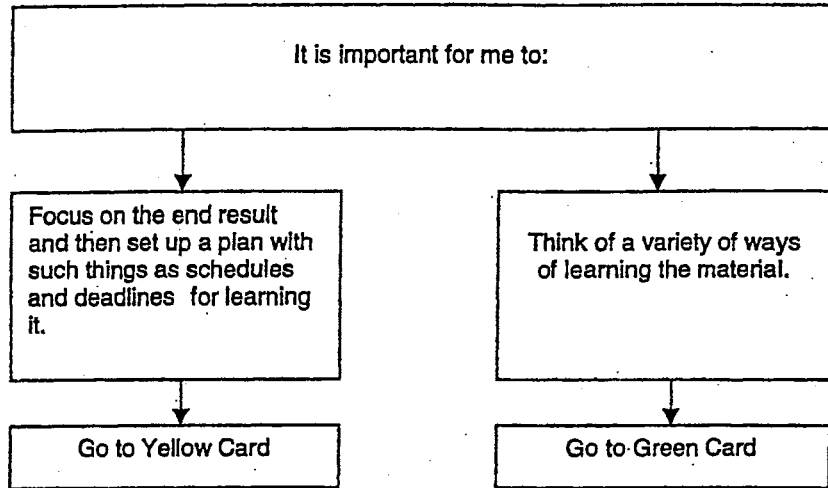 It is important for me to:
Focus on the end result
and then set up a plan with
such things as schedules
and deadlines for learning
it.
Think of a variety of ways
of learning the material.
Go to Yellow Card
Go to Green Card